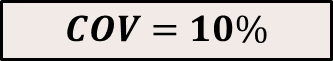 COV = 10%